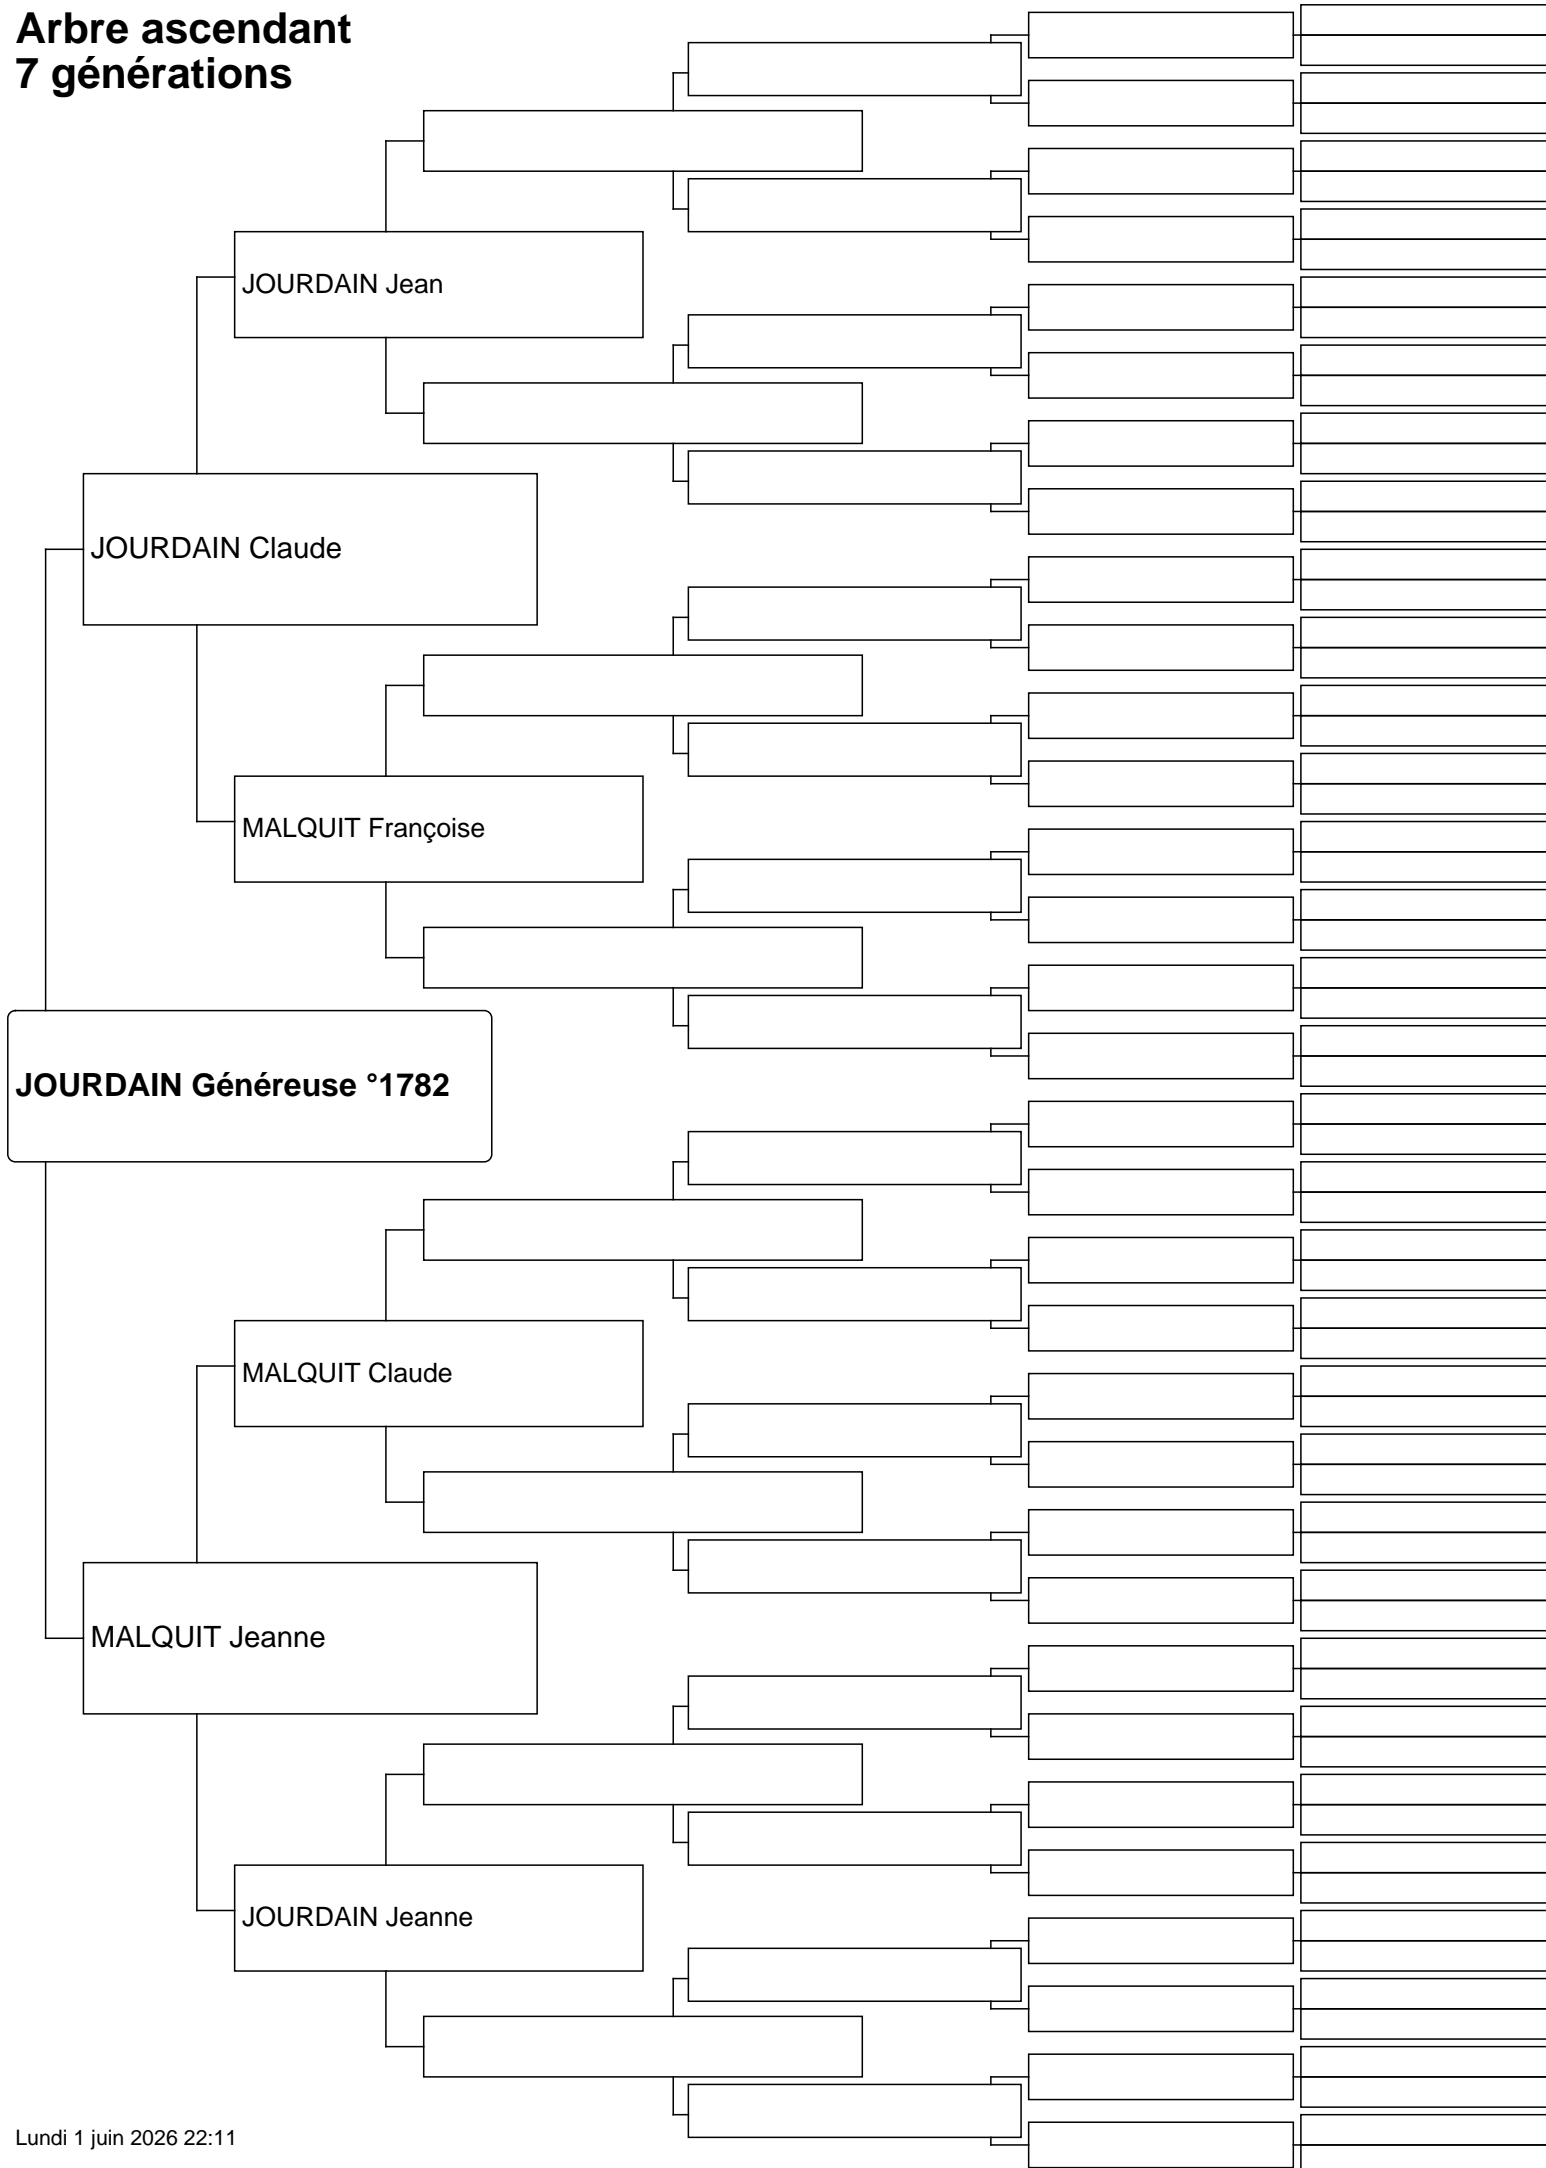 Arbre ascendant
7 générations
JOURDAIN Jean
JOURDAIN Claude
MALQUIT Françoise
JOURDAIN Généreuse °1782
MALQUIT Claude
MALQUIT Jeanne
JOURDAIN Jeanne
Lundi 1 juin 2026 22:11